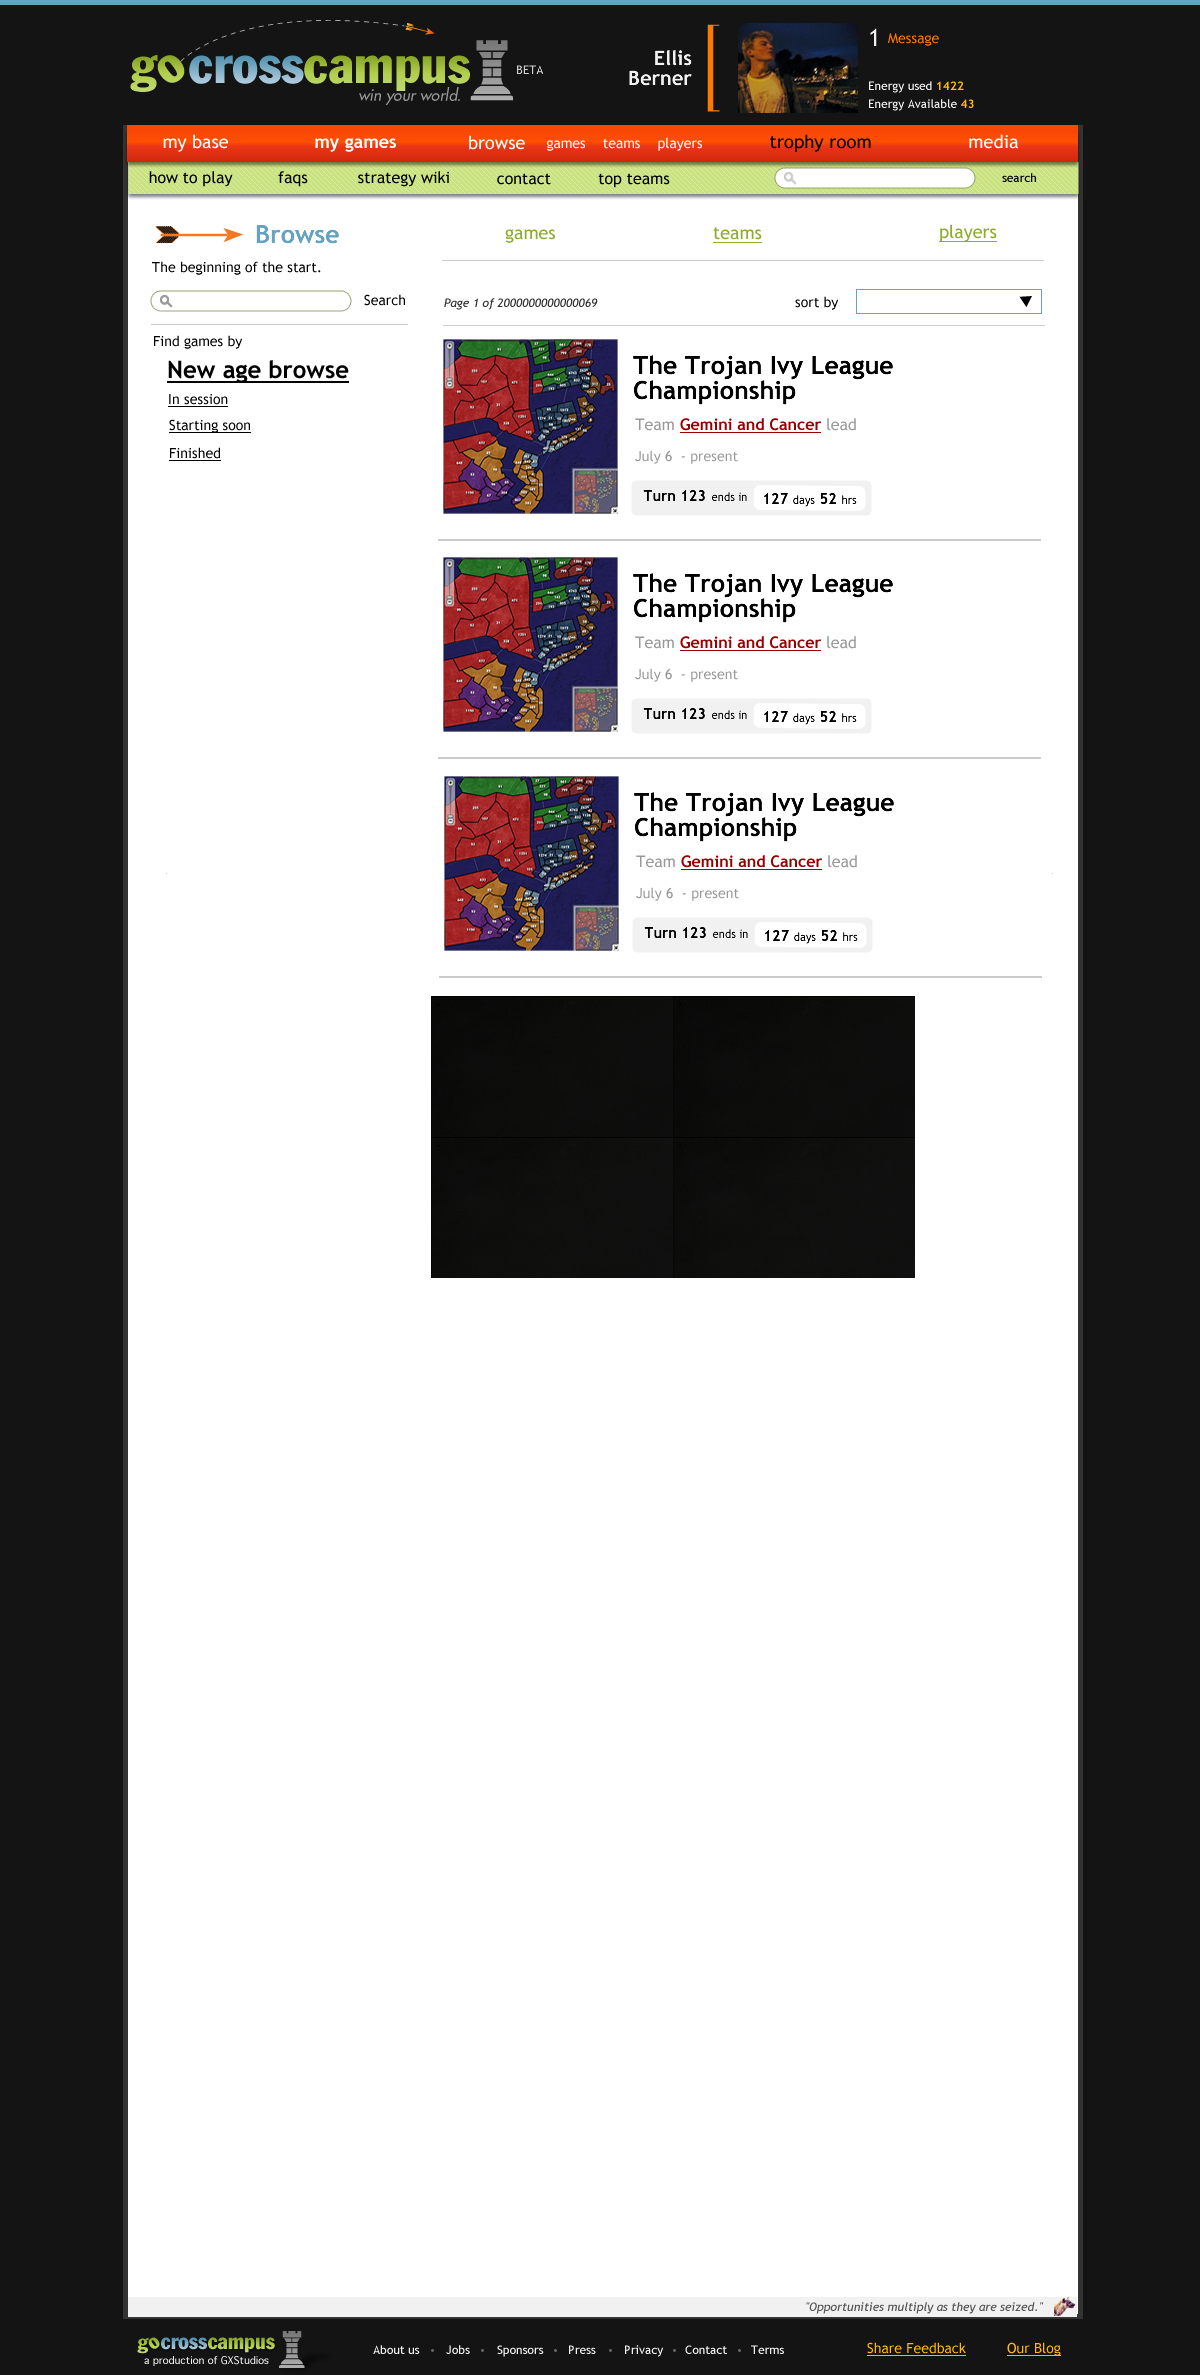 gocrosscampus
BETA
win your world.
Ellis
Berner
1 Message
Energy used 1422
Energy Available 43
my base my games browse games teams players trophy room media
how to play faqs strategy wiki contact top teams search
Browse
games teams players
The beginning of the start.
Search
Page 1 of 2000000000000069
sort by
Find games by
New age browse
In session
Starting soon
Finished
The Trojan Ivy League
Championship
Team Gemini and Cancer lead
July 6 - present
Turn 123 ends in 127 days 52 hrs
The Trojan Ivy League
Championship
Team Gemini and Cancer lead
July 6 - present
Turn 123 ends in 127 days 52 hrs
The Trojan Ivy League
Championship
Team Gemini and Cancer lead
July 6 - present
Turn 123 ends in 127 days 52 hrs
"Opportunities multiply as they are seized."
gocrosscampus
a production of GXStudios
About us • Jobs • Sponsors • Press • Privacy • Contact • Terms
Share Feedback Our Blog